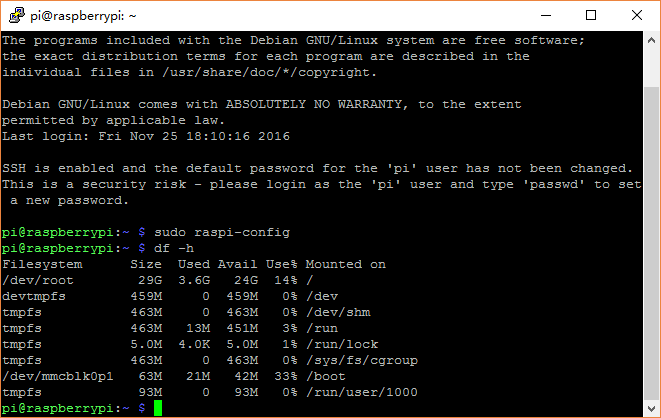 pi@raspberrypi: ~
The programs included with the Debian GNU/Linux system are free software;
the exact distribution terms for each program are described in the
individual files in /usr/share/doc/*/copyright.
Debian GNU/Linux comes with ABSOLUTELY NO WARRANTY, to the extent
permitted by applicable law.
Last login: Fri Nov 25 18:10:16 2016
SSH is enabled and the default password for the 'pi' user has not been changed.
This is a security risk - please login as the 'pi' user and type 'passwd' to set
 a new password.
pi@raspberrypi:~ $ sudo raspi-config
pi@raspberrypi:~ $ df -h
Filesystem      Size  Used Avail Use% Mounted on
/dev/root        29G  3.6G   24G  14% /
devtmpfs        459M     0  459M   0% /dev
tmpfs           463M     0  463M   0% /dev/shm
tmpfs           463M   13M  451M   3% /run
tmpfs           5.0M  4.0K  5.0M   1% /run/lock
tmpfs           463M     0  463M   0% /sys/fs/cgroup
/dev/mmcblk0p1   63M   21M   42M  33% /boot
tmpfs            93M     0   93M   0% /run/user/1000
pi@raspberrypi:~ $